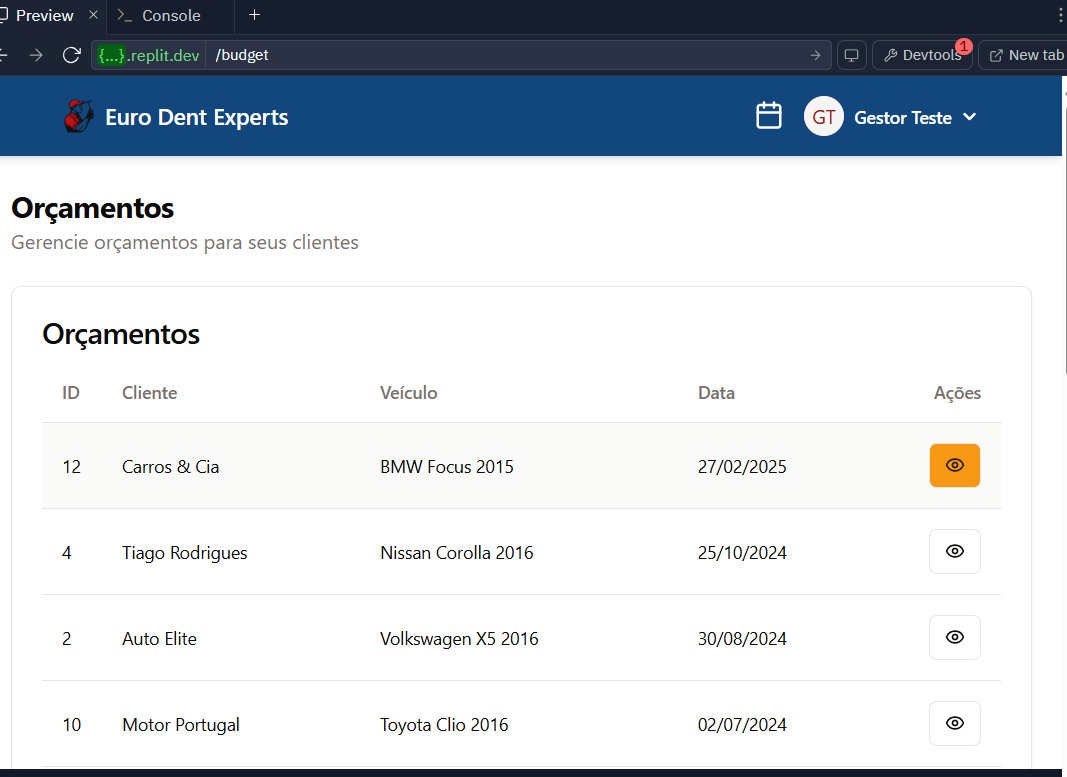 Preview × >_ Console +
{...}.replit.dev /budget Devtools 1 New tab
Euro Dent Experts GT Gestor Teste
Orçamentos
Gerencie orçamentos para seus clientes
Orçamentos
ID Cliente Veículo Data Ações
12 Carros & Cia BMW Focus 2015 27/02/2025
4 Tiago Rodrigues Nissan Corolla 2016 25/10/2024
2 Auto Elite Volkswagen X5 2016 30/08/2024
10 Motor Portugal Toyota Clio 2016 02/07/2024